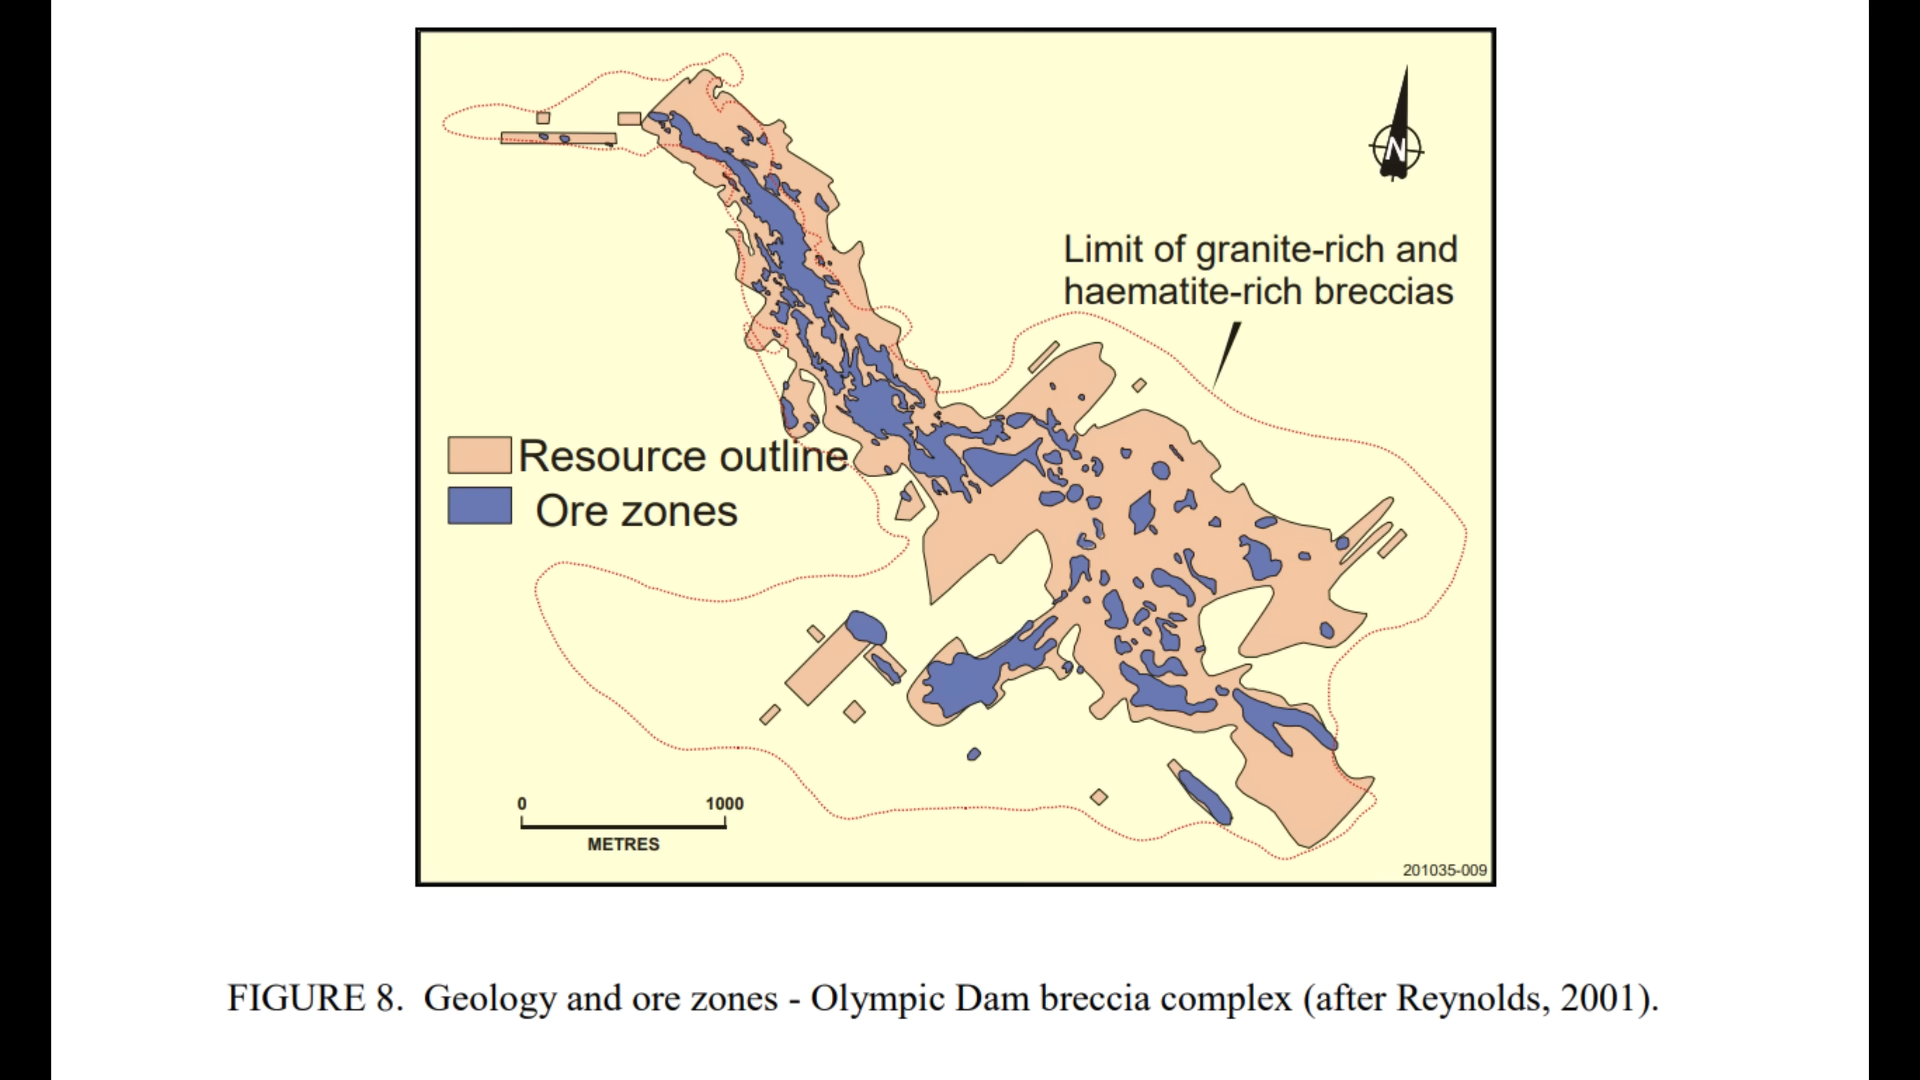 N
Limit of granite-rich and
haematite-rich breccias
Resource outline
Ore zones
0 1000
METRES
201035-009
FIGURE 8. Geology and ore zones - Olympic Dam breccia complex (after Reynolds, 2001).